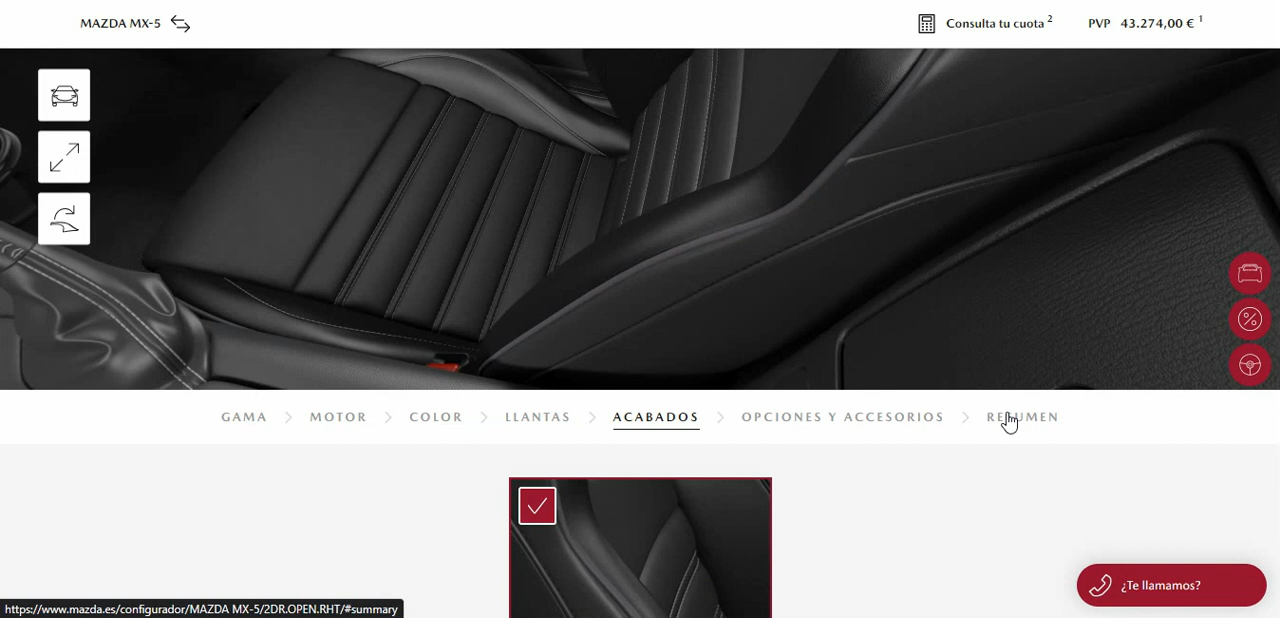 MAZDA MX-5
Consulta tu cuota 2
PVP 43.274,00 € 1
GAMA
MOTOR
COLOR
LLANTAS
ACABADOS
OPCIONES Y ACCESORIOS
RESUMEN
¿Te llamamos?
https://www.mazda.es/configurador/MAZDA MX-5/2DR.OPEN.RHT/#summary